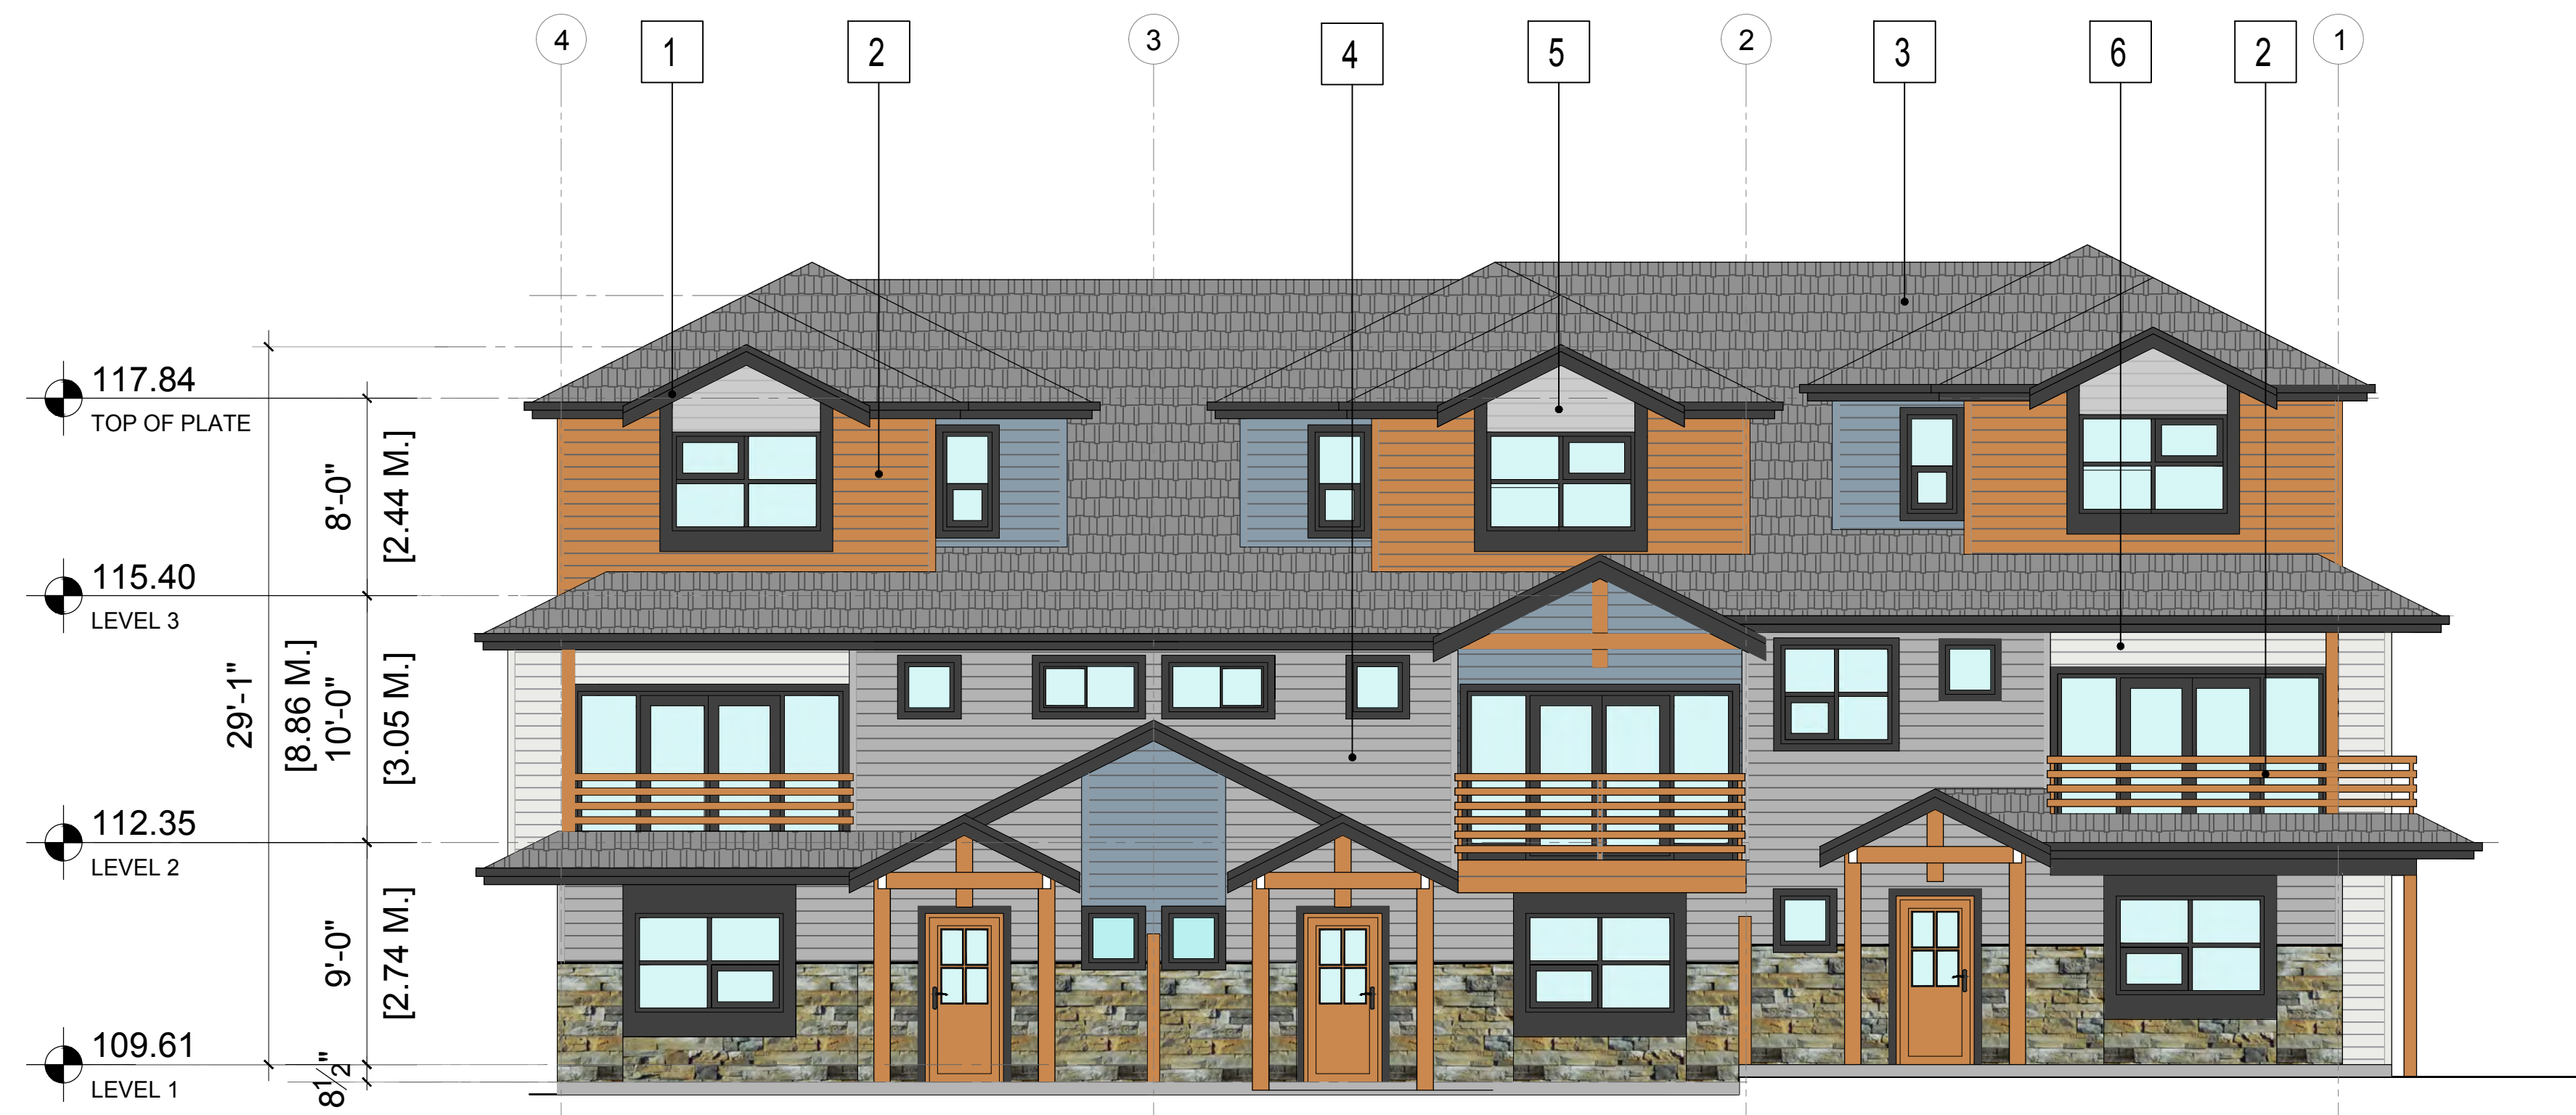 4
1
2
3
4
5
2
3
6
2
1
117.84
TOP OF PLATE
8'-0"
[2.44 M.]
115.40
LEVEL 3
29'-1"
[8.86 M.]
10'-0"
[3.05 M.]
112.35
LEVEL 2
9'-0"
[2.74 M.]
109.61
LEVEL 1
8½"